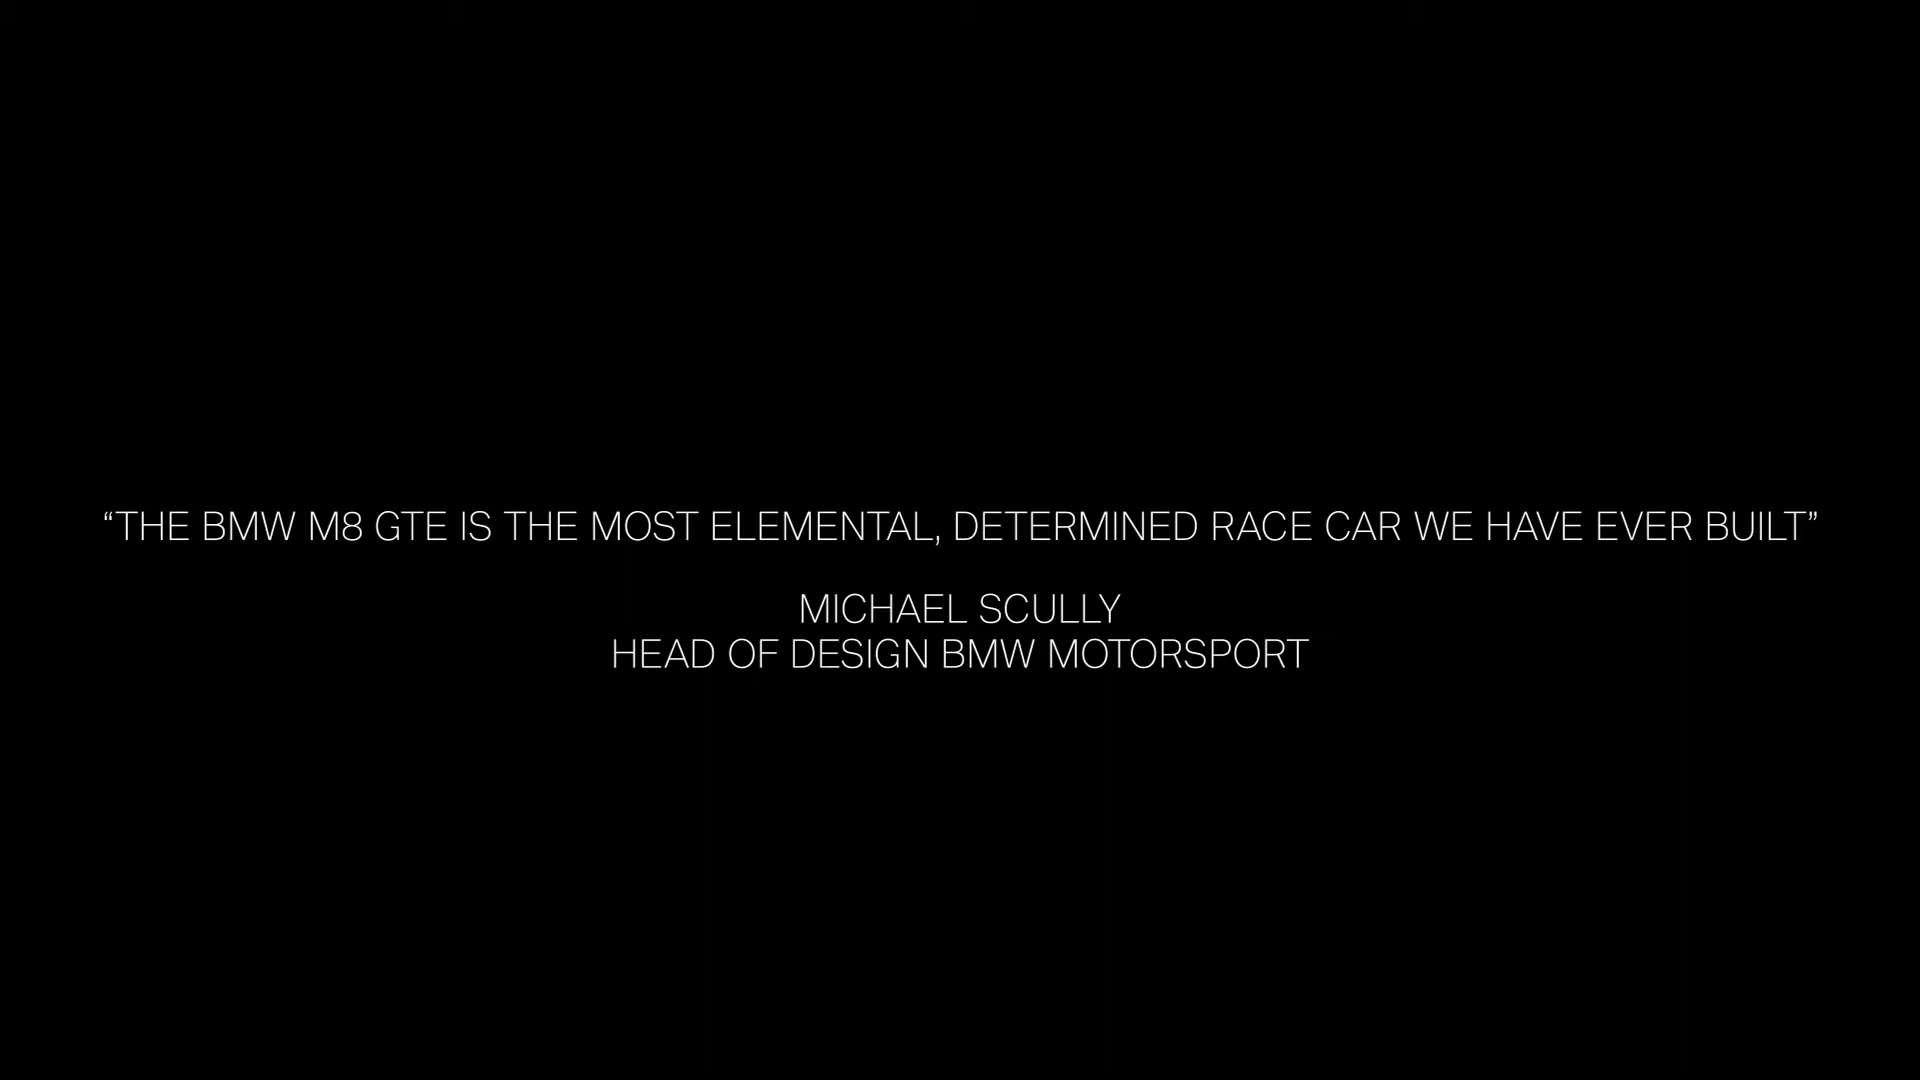 “THE BMW M8 GTE IS THE MOST ELEMENTAL, DETERMINED RACE CAR WE HAVE EVER BUILT”
MICHAEL SCULLY
HEAD OF DESIGN BMW MOTORSPORT